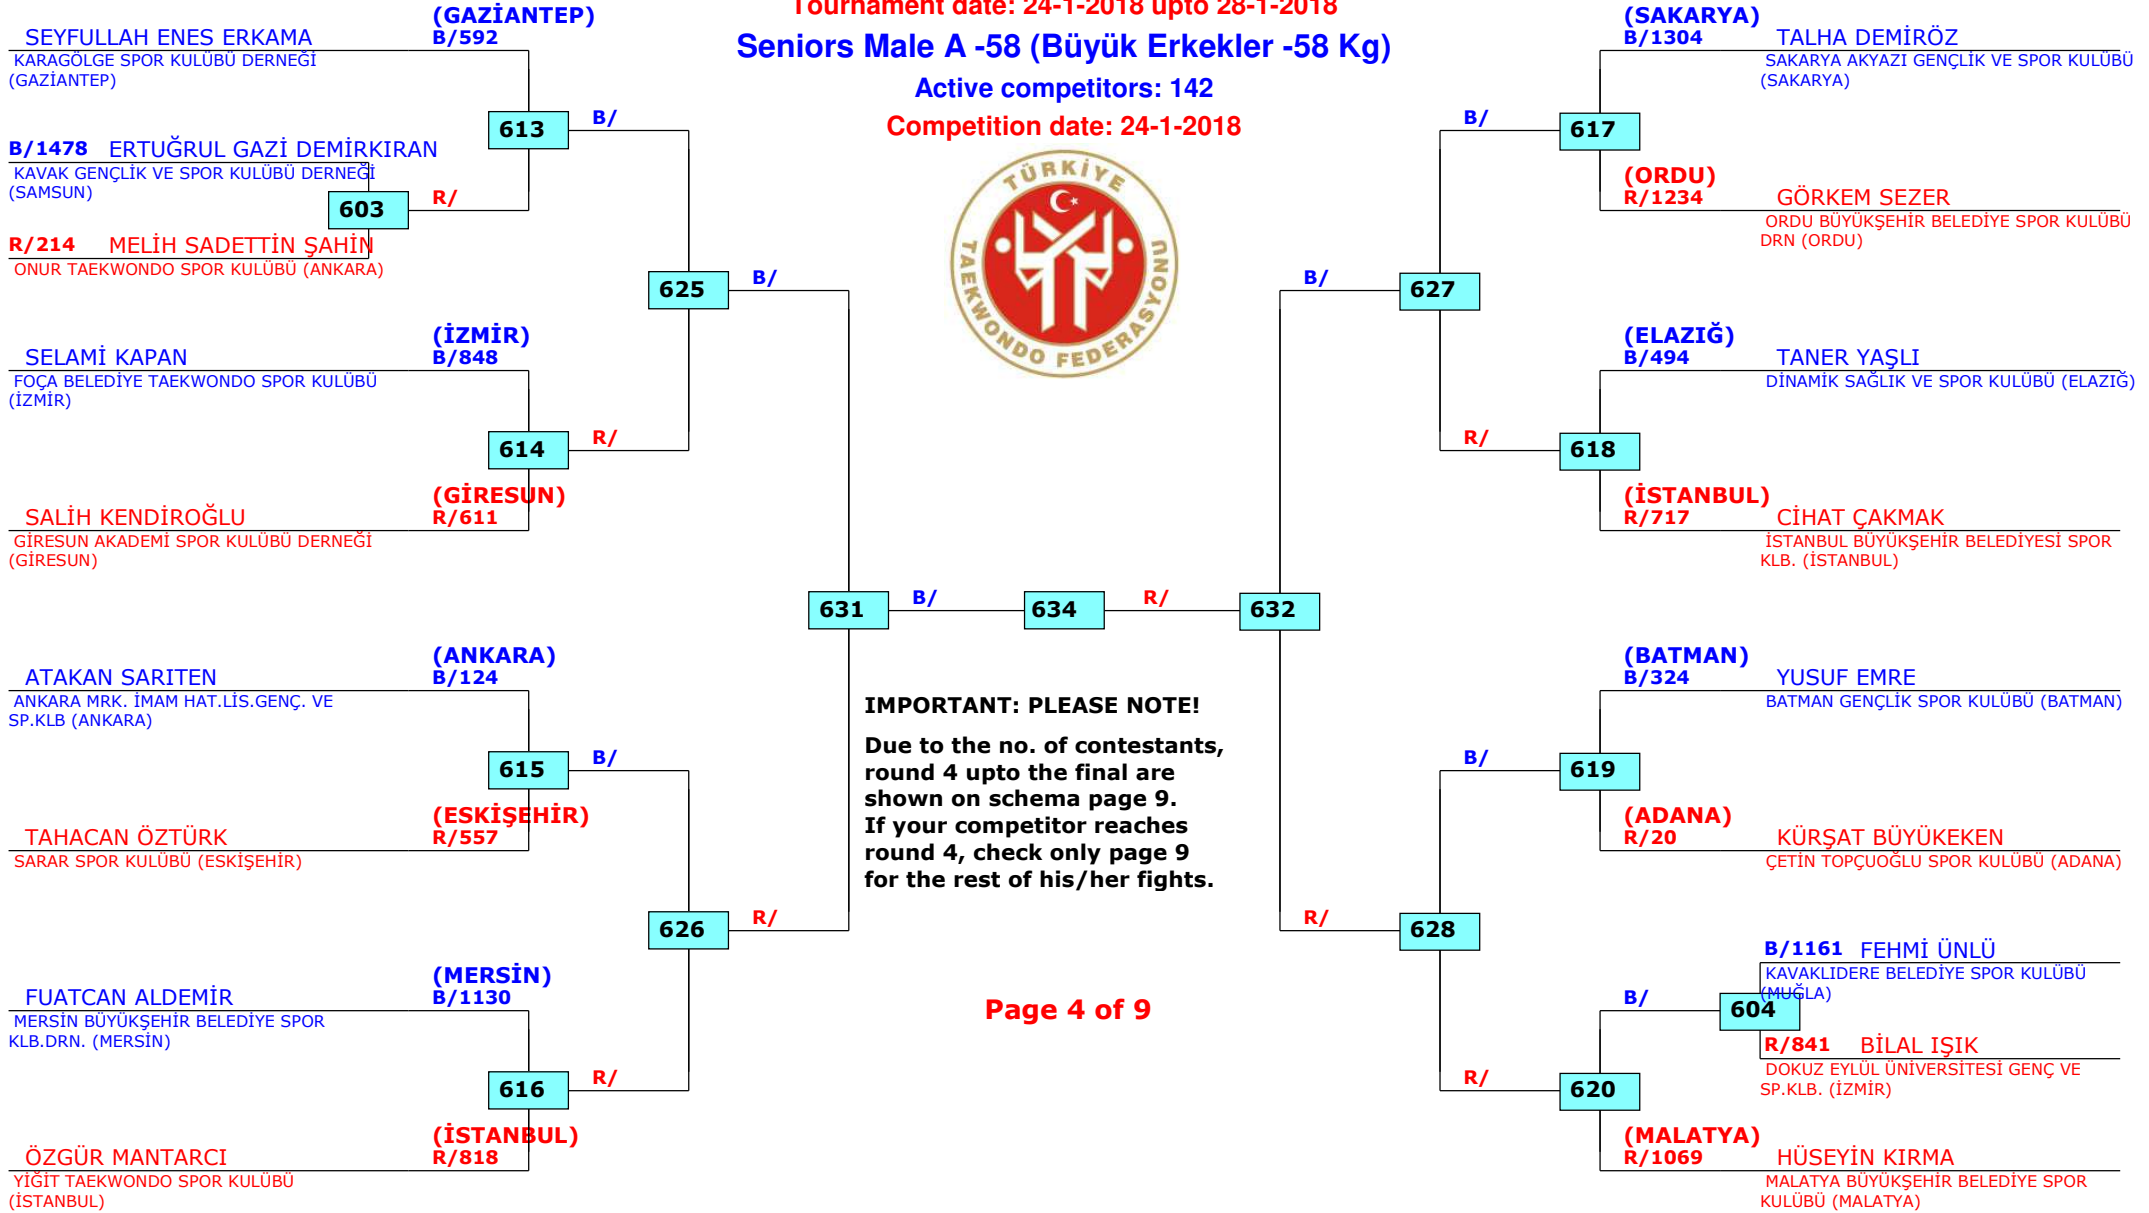 Tournament date: 24-1-2018 upto 28-1-2018
Seniors Male A -58 (Büyük Erkekler -58 Kg)
Active competitors: 142
Competition date: 24-1-2018
TÜRKİYE
TAEKWONDO FEDERASYONU
(GAZİANTEP)
SEYFULLAH ENES ERKAMA B/592
KARAGÖLGE SPOR KULÜBÜ DERNEĞİ
(GAZİANTEP)
613 B/
B/1478 ERTUĞRUL GAZİ DEMİRKIRAN
KAVAK GENÇLİK VE SPOR KULÜBÜ DERNEĞİ
(SAMSUN)
603 R/
R/214 MELİH SADETTİN ŞAHİN
ONUR TAEKWONDO SPOR KULÜBÜ (ANKARA)
625 B/
(İZMİR)
SELAMİ KAPAN B/848
FOÇA BELEDİYE TAEKWONDO SPOR KULÜBÜ
(İZMİR)
614 R/
(GİRESUN)
SALİH KENDİROĞLU R/611
GİRESUN AKADEMİ SPOR KULÜBÜ DERNEĞİ
(GİRESUN)
631 B/ 634 R/ 632
(ANKARA)
ATAKAN SARITEN B/124
ANKARA MRK. İMAM HAT.LİS.GENÇ. VE
SP.KLB (ANKARA)
615 B/
(ESKİŞEHİR)
TAHACAN ÖZTÜRK R/557
SARAR SPOR KULÜBÜ (ESKİŞEHİR)
626 R/
(MERSİN)
FUATCAN ALDEMİR B/1130
MERSİN BÜYÜKŞEHİR BELEDİYE SPOR
KLB.DRN. (MERSİN)
616 R/
(İSTANBUL)
ÖZGÜR MANTARCI R/818
YİĞİT TAEKWONDO SPOR KULÜBÜ
(İSTANBUL)
IMPORTANT: PLEASE NOTE!
Due to the no. of contestants,
round 4 upto the final are
shown on schema page 9.
If your competitor reaches
round 4, check only page 9
for the rest of his/her fights.
Page 4 of 9
(SAKARYA)
B/1304 TALHA DEMİRÖZ
SAKARYA AKYAZI GENÇLİK VE SPOR KULÜBÜ
(SAKARYA)
B/ 617
(ORDU)
R/1234 GÖRKEM SEZER
ORDU BÜYÜKŞEHİR BELEDİYE SPOR KULÜBÜ
DRN (ORDU)
B/ 627
(ELAZIĞ)
B/494 TANER YAŞLI
DİNAMİK SAĞLIK VE SPOR KULÜBÜ (ELAZIĞ)
R/ 618
(İSTANBUL)
R/717 CİHAT ÇAKMAK
İSTANBUL BÜYÜKŞEHİR BELEDİYESİ SPOR
KLB. (İSTANBUL)
(BATMAN)
B/324 YUSUF EMRE
BATMAN GENÇLİK SPOR KULÜBÜ (BATMAN)
B/ 619
(ADANA)
R/20 KÜRŞAT BÜYÜKEKEN
ÇETİN TOPÇUOĞLU SPOR KULÜBÜ (ADANA)
R/ 628
B/1161 FEHMİ ÜNLÜ
KAVAKLIDERE BELEDİYE SPOR KULÜBÜ
(MUĞLA)
B/ 604
R/841 BİLAL IŞIK
DOKUZ EYLÜL ÜNİVERSİTESİ GENÇ VE
SP.KLB. (İZMİR)
R/ 620
(MALATYA)
R/1069 HÜSEYİN KIRMA
MALATYA BÜYÜKŞEHİR BELEDİYE SPOR
KULÜBÜ (MALATYA)